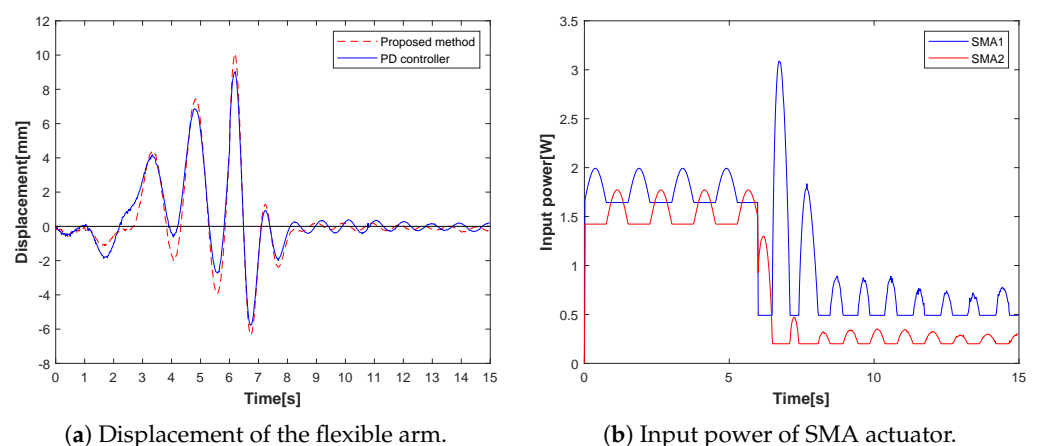 12
10
8
6
4
2
0
-2
-4
-6
-8
Displacement[mm]
0 1 2 3 4 5 6 7 8 9 10 11 12 13 14 15
Time[s]
Proposed method
PD controller
(a) Displacement of the flexible arm.
3.5
3
2.5
2
1.5
1
0.5
0
Input power[W]
0 5 10 15
Time[s]
SMA1
SMA2
(b) Input power of SMA actuator.